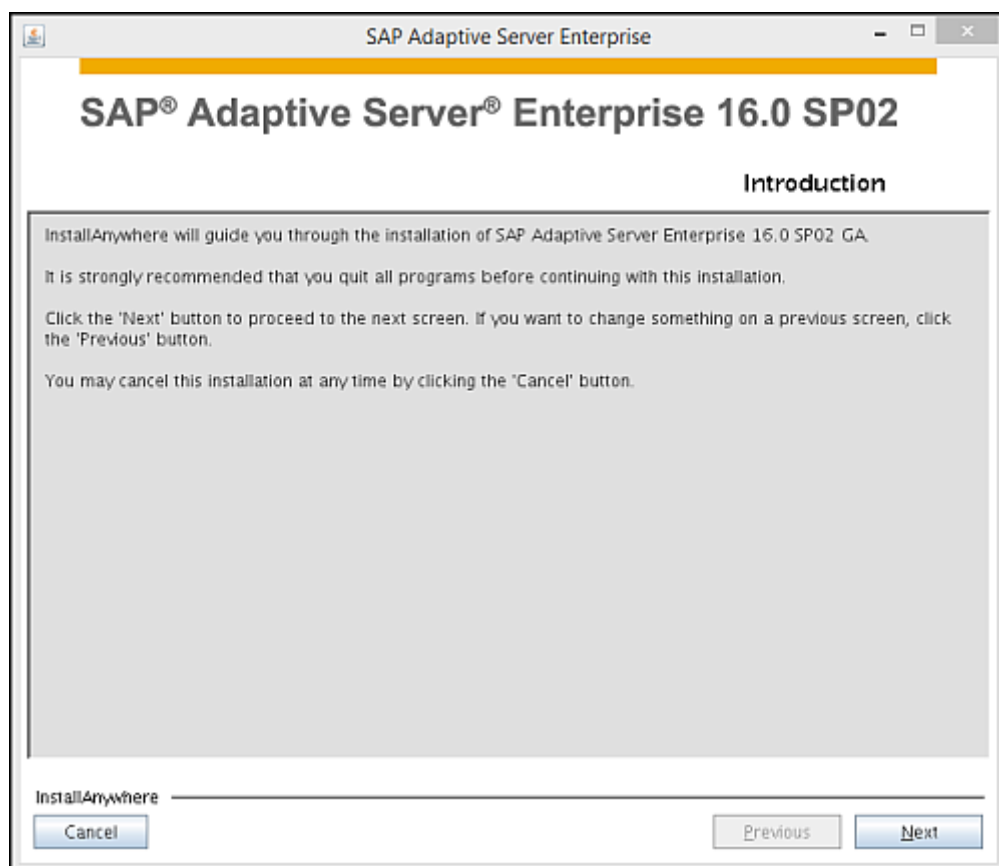 SAP Adaptive Server Enterprise
SAP® Adaptive Server® Enterprise 16.0 SP02
Introduction
InstallAnywhere will guide you through the installation of SAP Adaptive Server Enterprise 16.0 SP02 GA.
It is strongly recommended that you quit all programs before continuing with this installation.
Click the 'Next' button to proceed to the next screen. If you want to change something on a previous screen, click
the 'Previous' button.
You may cancel this installation at any time by clicking the 'Cancel' button.
InstallAnywhere
Cancel
Previous
Next